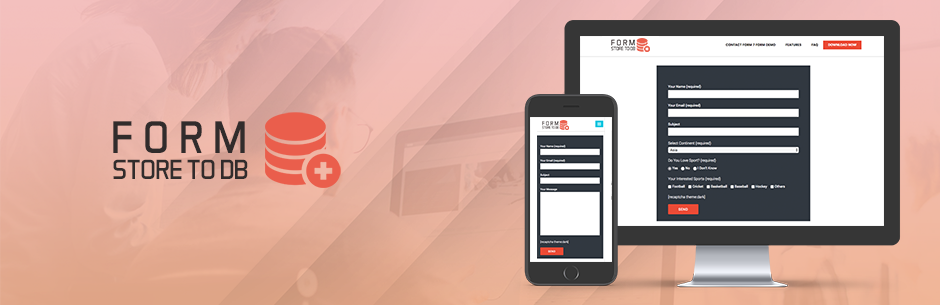 FORM
STORE TO DB
FORM
STORE TO DB
Your Name (required)
Your Email (required)
Subject
Your Message
[recaptcha theme:dark]
SEND
FORM
STORE TO DB
CONTACT FORM 7 FORM DEMO
FEATURES
FAQ
DOWNLOAD NOW
Your Name (required)
Your Email (required)
Subject
Select Continent (required)
Asia
Do You Love Sport? (required)
Yes No I Don't Know
Your Interested Sports (required)
Football Cricket Basketball Baseball Hockey Others
[recaptcha theme:dark]
SEND